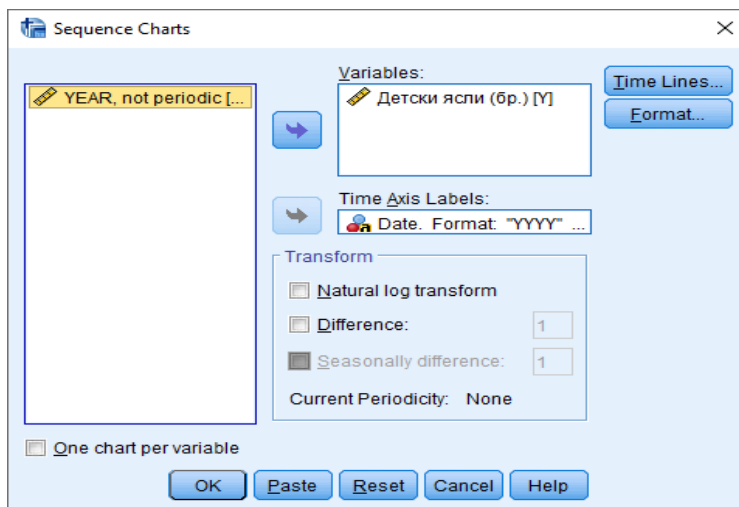 Sequence Charts
Variables:
YEAR, not periodic [...
Детски ясли (бр.) [Y]
Time Lines...
Format...
Time Axis Labels:
Date. Format: "YYYY" ...
Transform
Natural log transform
Difference: 1
Seasonally difference: 1
Current Periodicity: None
One chart per variable
OK Paste Reset Cancel Help